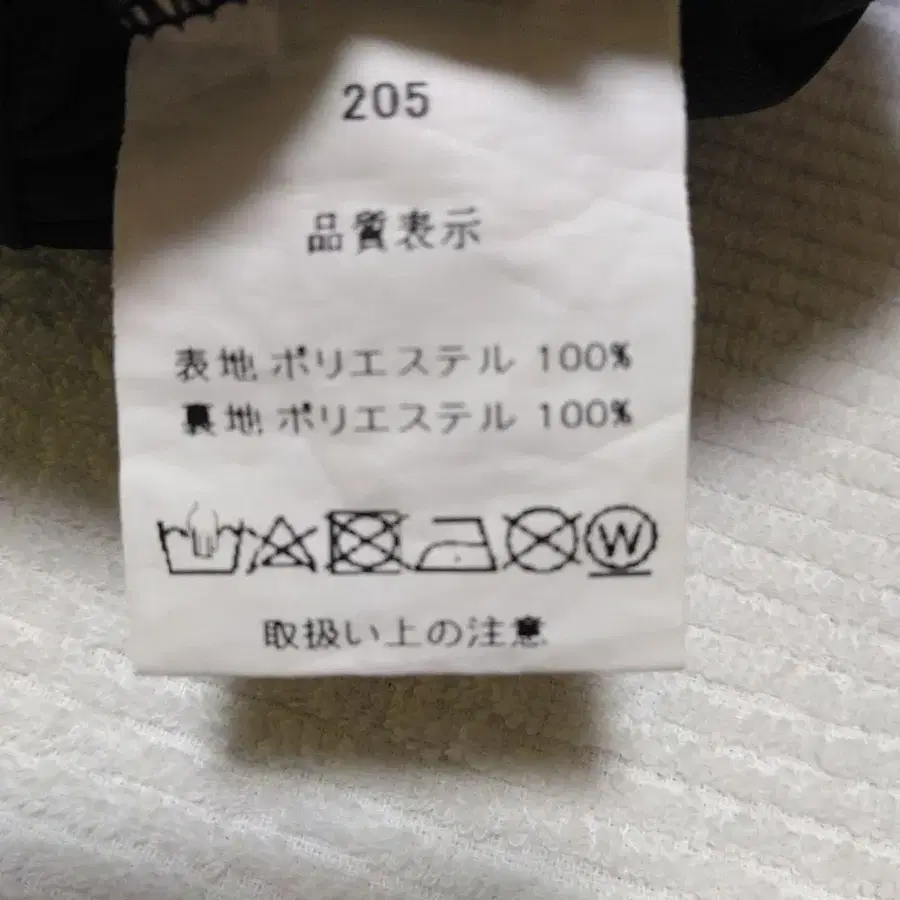 205
品質表示
表地 ポリエステル 100%
裏地 ポリエステル 100%
W
取扱い上の注意